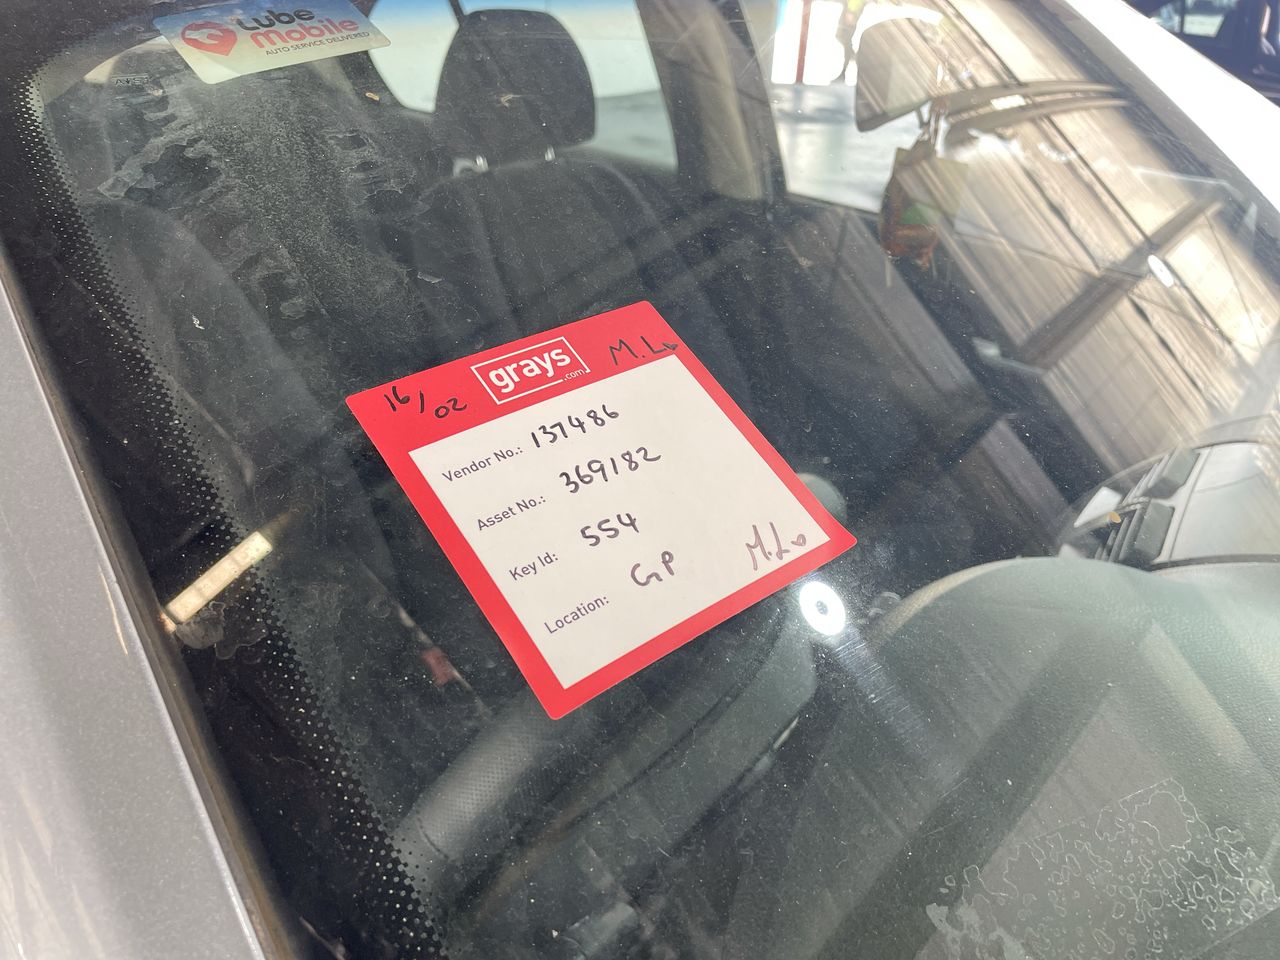 Lube
mobile
AUTO SERVICE DELIVERED
16/02
grays
.com
M.L
Vendor No.: 137486
Asset No.: 369182
Key Id: 554
Location: GP
M.L